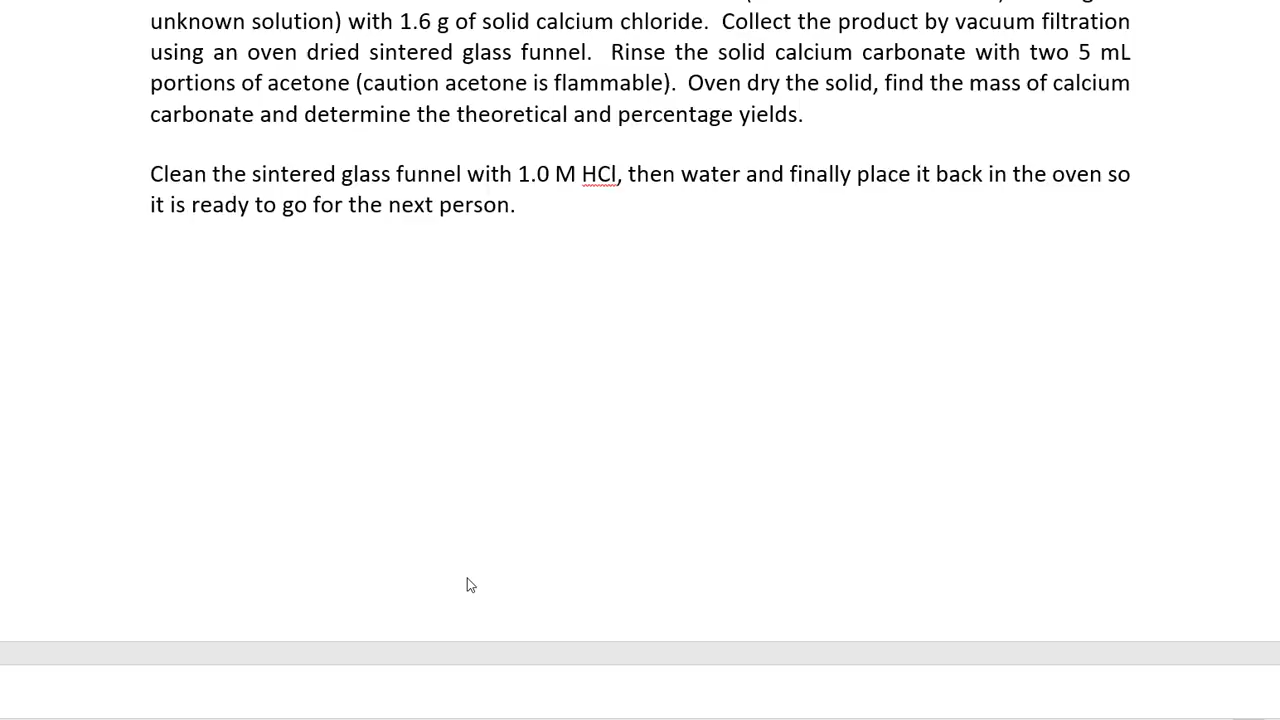 unknown solution) with 1.6 g of solid calcium chloride.  Collect the product by vacuum filtration
using an oven dried sintered glass funnel.  Rinse the solid calcium carbonate with two 5 mL
portions of acetone (caution acetone is flammable).  Oven dry the solid, find the mass of calcium
carbonate and determine the theoretical and percentage yields.
Clean the sintered glass funnel with 1.0 M HCl, then water and finally place it back in the oven so
it is ready to go for the next person.